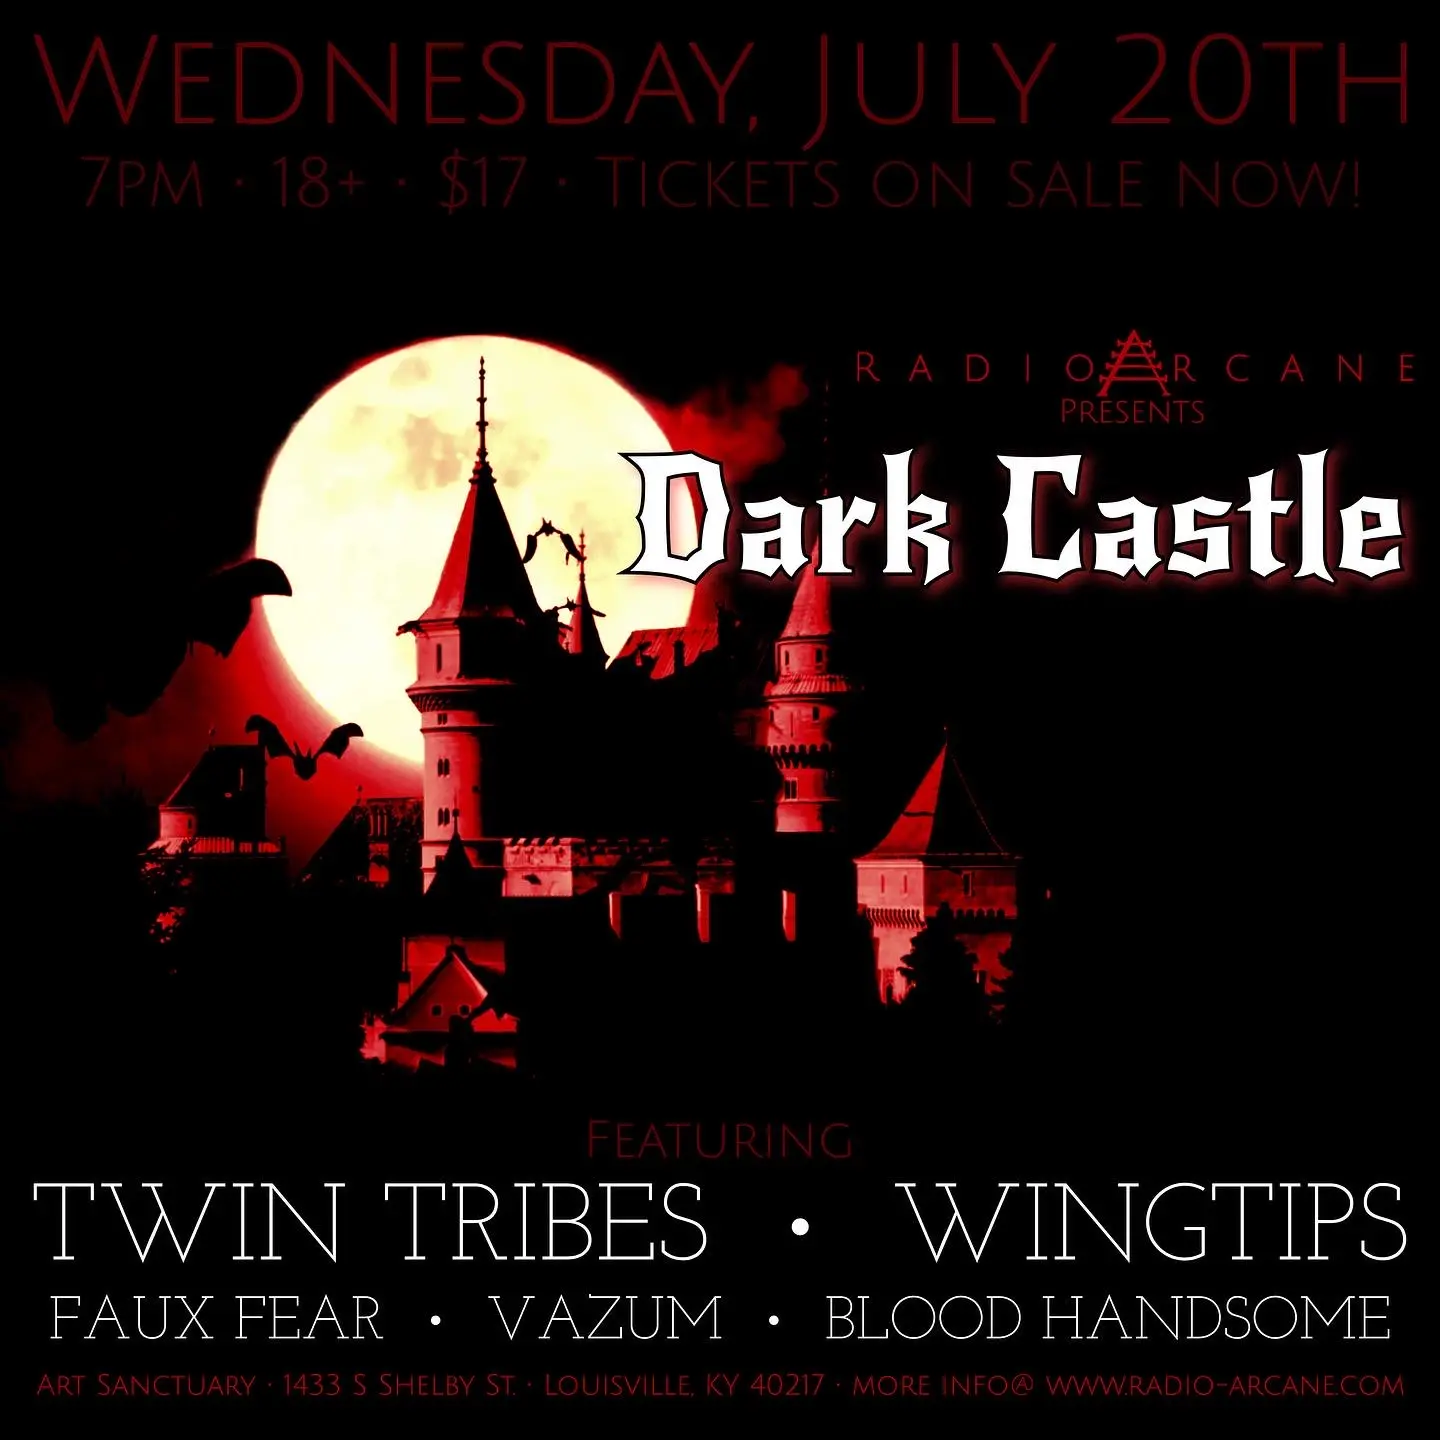 Wednesday, July 20th
7pm · 18+ · $17 · Tickets on sale now!
Radio Arcane
Presents
Dark Castle
Featuring
TWIN TRIBES • WINGTIPS
FAUX FEAR • VAZUM • BLOOD HANDSOME
Art Sanctuary · 1433 S Shelby St. · Louisville, KY 40217 · more info@ www.radio-arcane.com